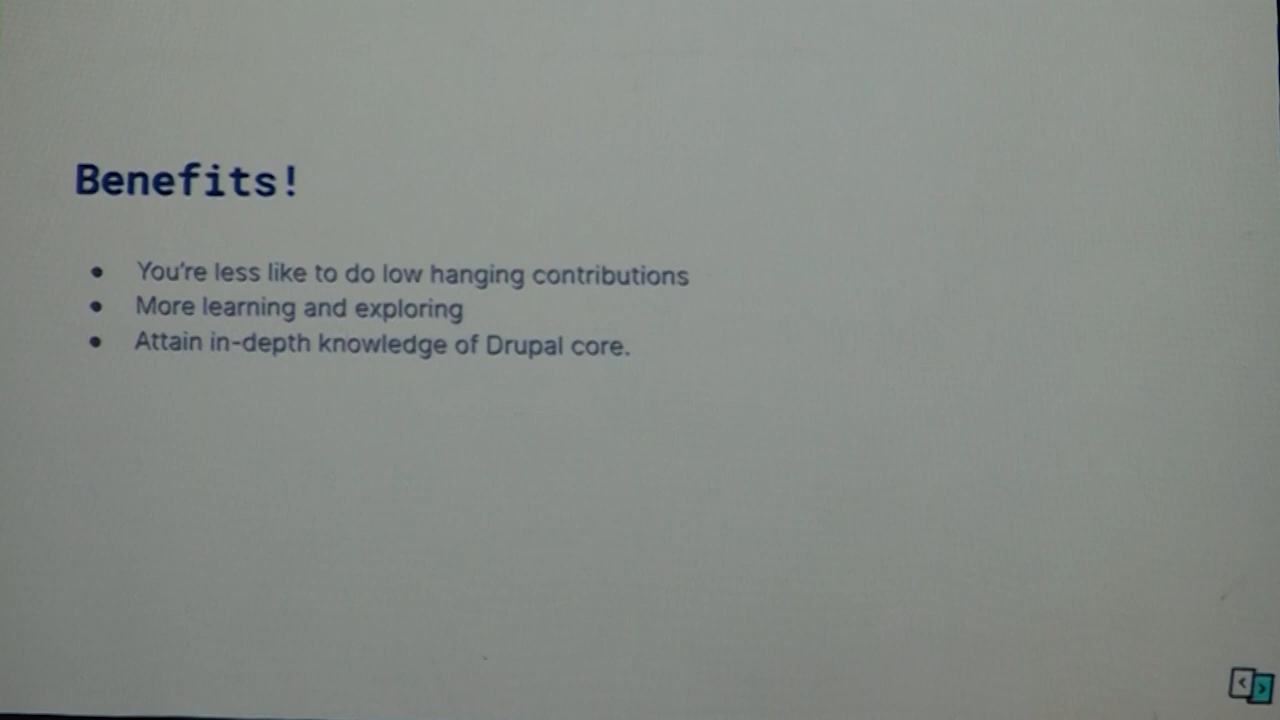 Benefits!
You're less like to do low hanging contributions
More learning and exploring
Attain in-depth knowledge of Drupal core.